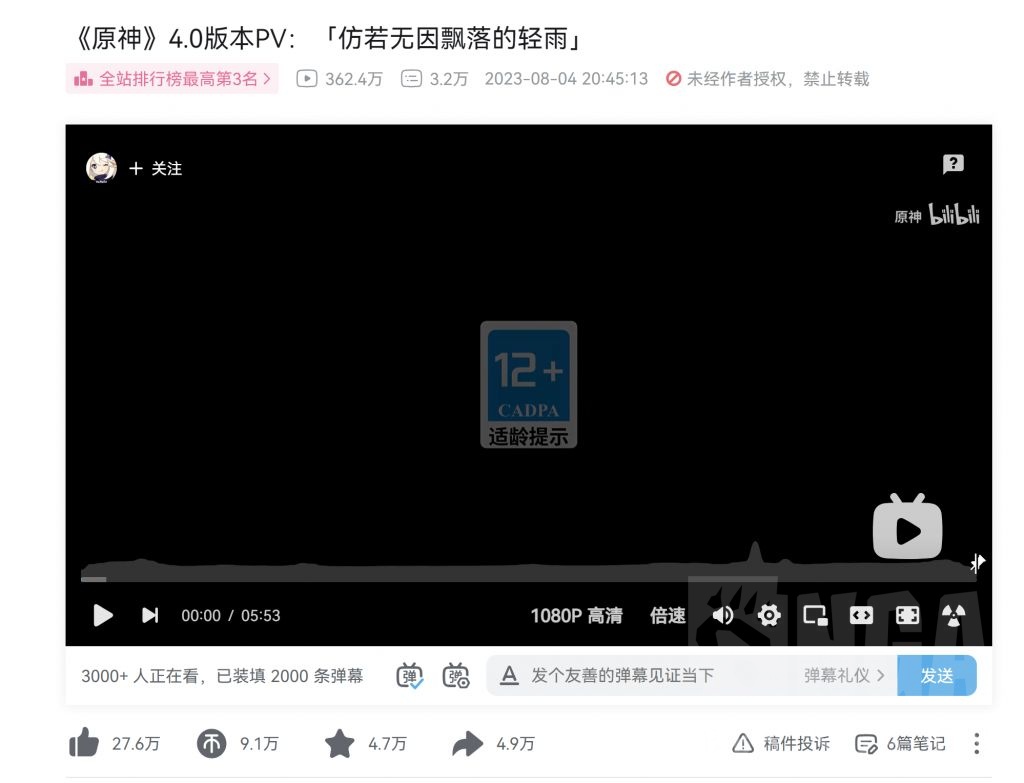 《原神》4.0版本PV：「仿若无因飘落的轻雨」
全站排行榜最高第3名 > 362.4万 3.2万 2023-08-04 20:45:13 未经作者授权，禁止转载
+ 关注
?
原神 bilibili
12+
CADPA
适龄提示
00:00 / 05:53 1080P 高清 倍速
NGA
3000+ 人正在看，已装填 2000 条弹幕 弹 弹 A 发个友善的弹幕见证当下 弹幕礼仪 > 发送
27.6万 9.1万 4.7万 4.9万 稿件投诉 6篇笔记